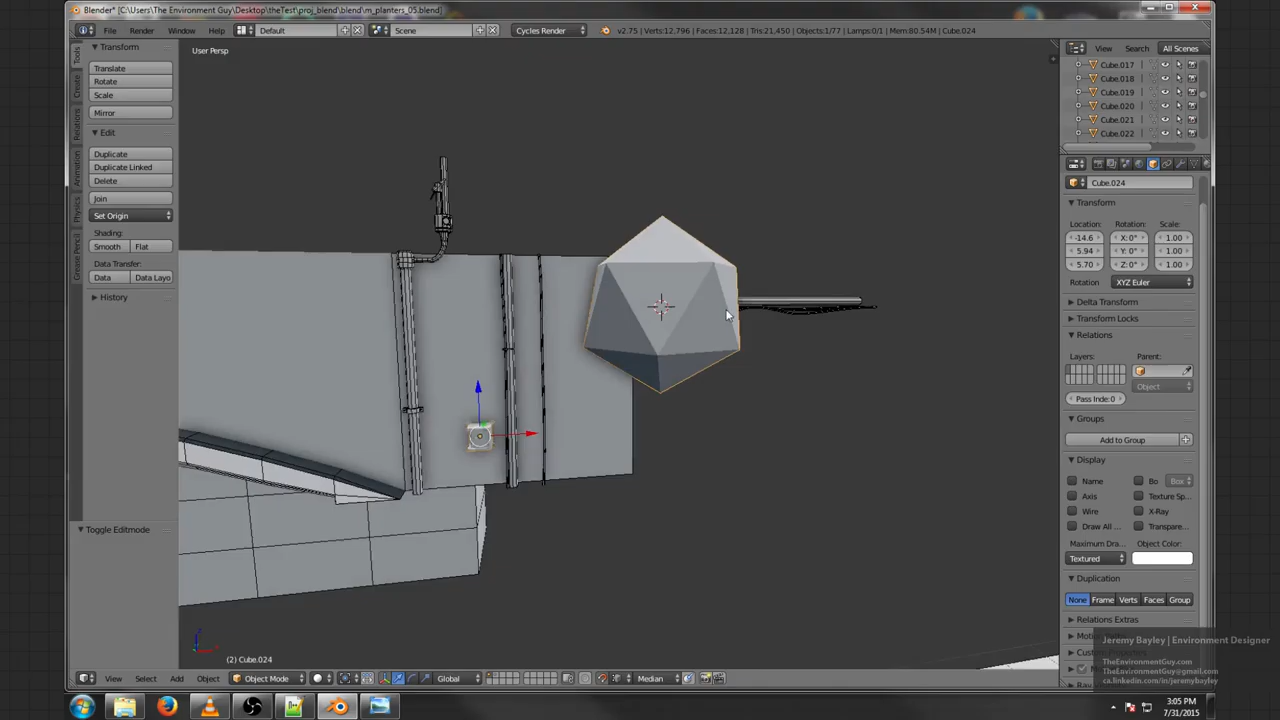 Blender* [C:\Users\The Environment Guy\Desktop\theTest\proj_blend\blend\m_planters_05.blend]
File Render Window Help Default Scene Cycles Render v2.75 | Verts:12,796 | Faces:12,128 | Tris:21,450 | Objects:1/77 | Lamps:0/1 | Mem:80.54M | Cube.024
Transform
Translate
Rotate
Scale
Mirror
Edit
Duplicate
Duplicate Linked
Delete
Join
Set Origin
Shading:
Smooth Flat
Data Transfer:
Data Data Layo
History
Toggle Editmode
Tools
Create
Relations
Animation
Physics
Grease Pencil
User Persp
(2) Cube.024
View Select Add Object Object Mode Global Median
View Search All Scenes
Cube.017
Cube.018
Cube.019
Cube.020
Cube.021
Cube.022
Cube.024
Transform
Location: Rotation: Scale:
-14.6 X:0° 1.00
5.94 Y:0° 1.00
5.70 Z:0° 1.00
Rotation XYZ Euler
Delta Transform
Transform Locks
Relations
Layers: Parent:
Object
Pass Inde:0
Groups
Add to Group
Display
Name Bo Box
Axis Texture Sp...
Wire X-Ray
Draw All ... Transpare...
Maximum Dra... Object Color:
Textured
Duplication
None Frame Verts Faces Group
Relations Extras
Jeremy Bayley | Environment Designer
TheEnvironmentGuy.com
TheEnvironmentGuy@gmail.com
ca.linkedin.com/in/jeremybayley
3:05 PM
7/31/2015